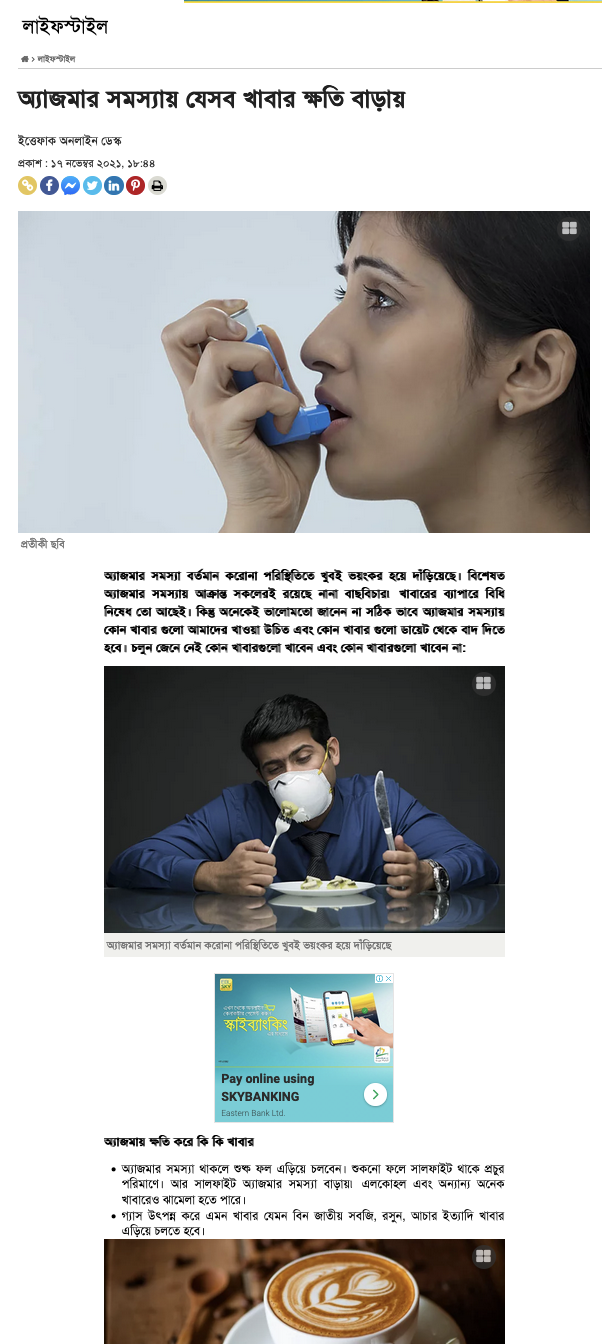 লাইফস্টাইল
লাইফস্টাইল
অ্যাজমার সমস্যায় যেসব খাবার ক্ষতি বাড়ায়
ইত্তেফাক অনলাইন ডেস্ক
প্রকাশ : ১৭ নভেম্বর ২০২১, ১৮:৪৪
প্রতীকী ছবি
অ্যাজমার সমস্যা বর্তমান করোনা পরিস্থিতিতে খুবই ভয়ংকর হয়ে দাঁড়িয়েছে। বিশেষত
অ্যাজমার সমস্যায় আক্রান্ত সকলেরই রয়েছে নানা বাছবিচার৷ খাবারের ব্যাপারে বিধি
নিষেধ তো আছেই। কিন্তু অনেকেই ভালোমতো জানেন না সঠিক ভাবে অ্যাজমার সমস্যায়
কোন খাবার গুলো আমাদের খাওয়া উচিত এবং কোন খাবার গুলো ডায়েট থেকে বাদ দিতে
হবে। চলুন জেনে নেই কোন খাবারগুলো খাবেন এবং কোন খাবারগুলো খাবেন না:
অ্যাজমার সমস্যা বর্তমান করোনা পরিস্থিতিতে খুবই ভয়ংকর হয়ে দাঁড়িয়েছে
স্কাইব্যাংকিং
Pay online using
SKYBANKING
Eastern Bank Ltd.
অ্যাজমায় ক্ষতি করে কি কি খাবার
• অ্যাজমার সমস্যা থাকলে শুষ্ক ফল এড়িয়ে চলবেন। শুকনো ফলে সালফাইট থাকে প্রচুর
পরিমাণে। আর সালফাইট অ্যাজমার সমস্যা বাড়ায়৷ এলকোহল এবং অন্যান্য অনেক
খাবারেও ঝামেলা হতে পারে।
• গ্যাস উৎপন্ন করে এমন খাবার যেমন বিন জাতীয় সবজি, রসুন, আচার ইত্যাদি খাবার
এড়িয়ে চলতে হবে।